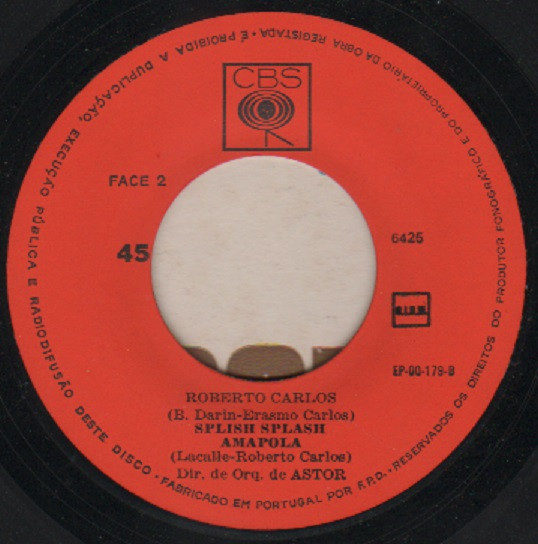 É PROIBIDA A DUPLICAÇÃO, EXECUÇÃO PÚBLICA E RADIODIFUSÃO DESTE DISCO • FABRICADO EM PORTUGAL POR F.P.D. • RESERVADOS OS DIREITOS DO PRODUTOR FONOGRÁFICO E DO PROPRIETÁRIO DA OBRA REGISTADA •
CBS
FACE 2
45
6425
EP-00-178-B
ROBERTO CARLOS
(B. Darin-Erasmo Carlos)
SPLISH SPLASH
AMAPOLA
(Lacalle-Roberto Carlos)
Dir. de Orq. de ASTOR